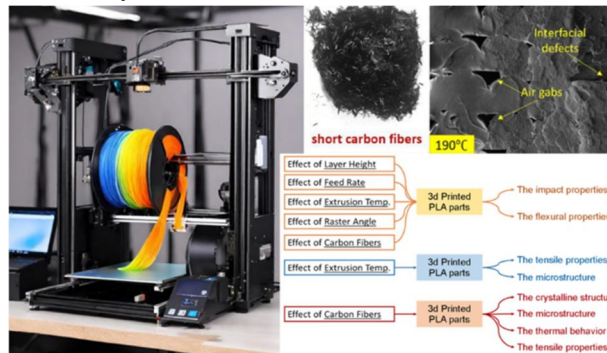 Interfacial
defects
Air gabs
short carbon fibers
190℃
Effect of Layer Height
Effect of Feed Rate
Effect of Extrusion Temp.
Effect of Raster Angle
Effect of Carbon Fibers
3d Printed
PLA parts
The impact properties
The flexural properties
Effect of Extrusion Temp.
3d Printed
PLA parts
The tensile properties
The microstructure
Effect of Carbon Fibers
3d Printed
PLA parts
The crystalline structu
The microstructure
The thermal behavior
The tensile properties